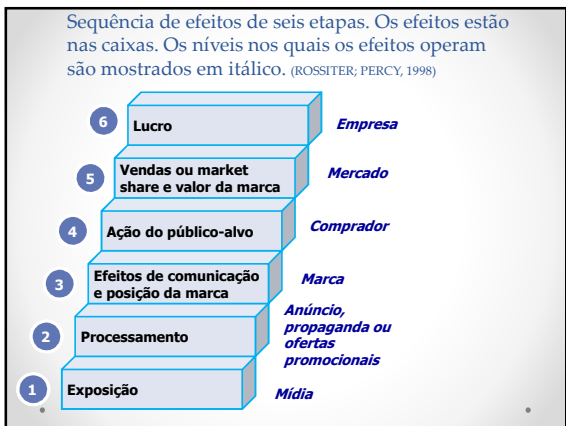 Sequência de efeitos de seis etapas. Os efeitos estão
nas caixas. Os níveis nos quais os efeitos operam
são mostrados em itálico. (ROSSITER; PERCY, 1998)
6 Lucro Empresa
5 Vendas ou market
share e valor da marca Mercado
4 Ação do público-alvo Comprador
3 Efeitos de comunicação
e posição da marca Marca
2 Processamento Anúncio,
propaganda ou
ofertas
promocionais
1 Exposição Mídia